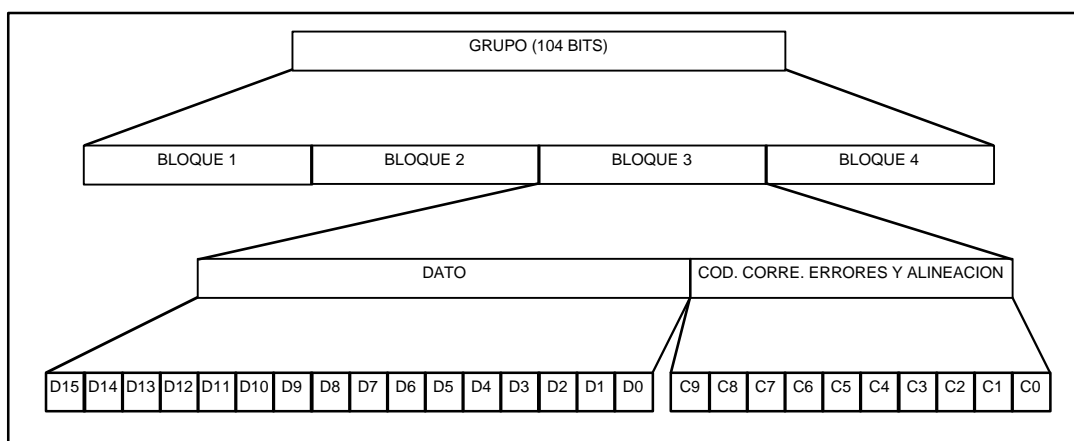 GRUPO (104 BITS)
BLOQUE 1 BLOQUE 2 BLOQUE 3 BLOQUE 4
DATO COD. CORRE. ERRORES Y ALINEACION
D15 D14 D13 D12 D11 D10 D9 D8 D7 D6 D5 D4 D3 D2 D1 D0 C9 C8 C7 C6 C5 C4 C3 C2 C1 C0